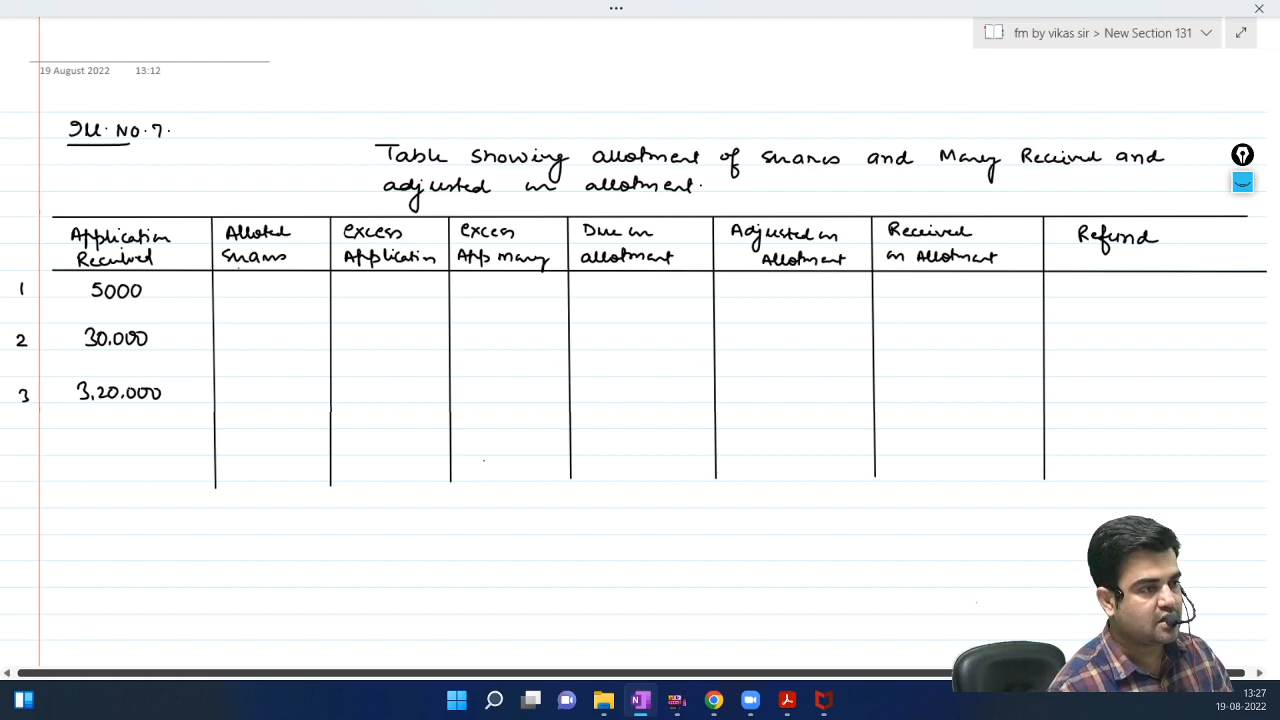 fm by vikas sir > New Section 131
19 August 2022 13:12
Ill. No. 7.
Table showing allotment of shares and Money Received and
adjusted on allotment.
Application Received
Alloted Shares
Excess Application
Excess App Money
Due on allotment
Adjusted on Allotment
Received on Allotment
Refund
1 5000
2 30,000
3 3,20,000
13:27
19-08-2022